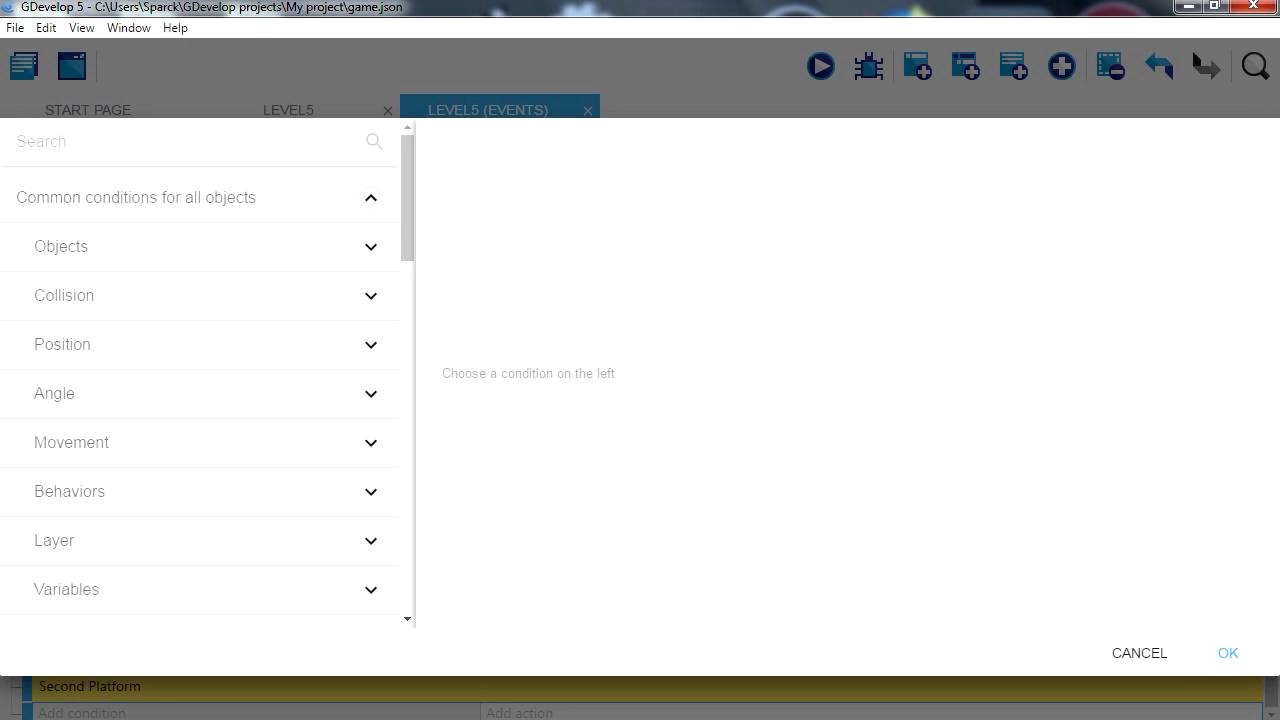 GDevelop 5 - C:\Users\Sparck\GDevelop projects\My project\game.json
File Edit View Window Help
START PAGE LEVEL5 LEVEL5 (EVENTS)
Search
Common conditions for all objects
Objects
Collision
Position
Angle
Movement
Behaviors
Layer
Variables
Choose a condition on the left
CANCEL OK
Second Platform
Add condition Add action